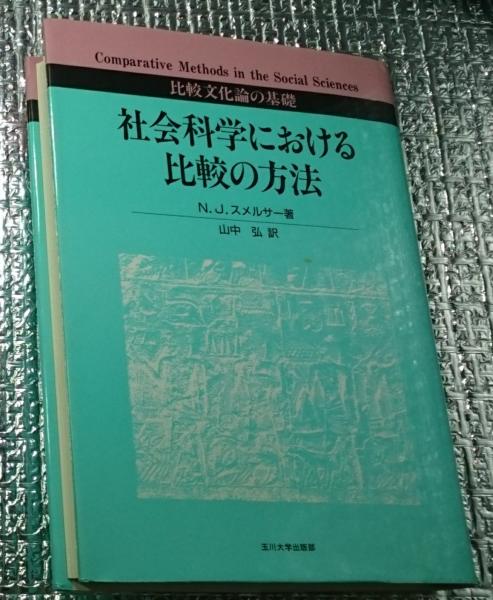 Comparative Methods in the Social Sciences
比較文化論の基礎
社会科学における
比較の方法
N.J.スメルサー著
山中 弘 訳
玉川大学出版部